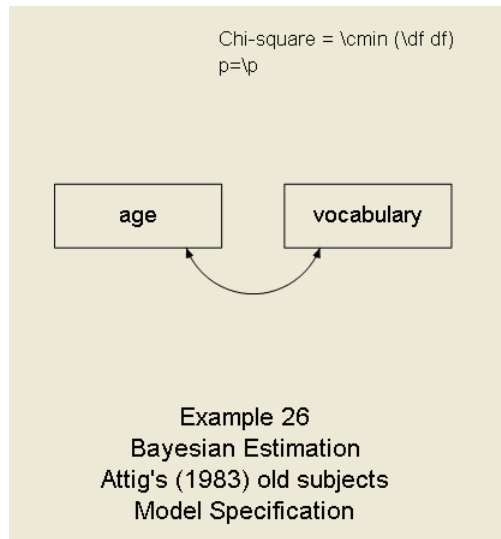 Chi-square = \cmin (\df df)
p=\p
age
vocabulary
Example 26
Bayesian Estimation
Attig's (1983) old subjects
Model Specification